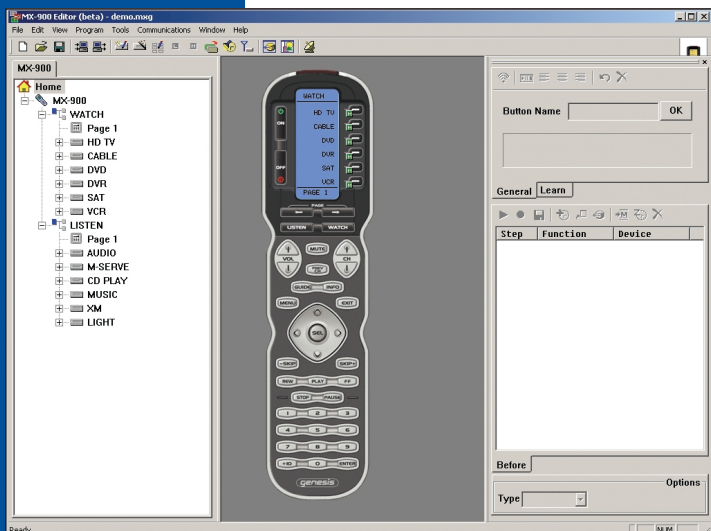 MX-900 Editor (beta) - demo.mxg
File Edit View Program Tools Communications Window Help
MX-900
Home
MX-900
WATCH
Page 1
HD TV
CABLE
DVD
DVR
SAT
VCR
LISTEN
Page 1
AUDIO
M-SERVE
CD PLAY
MUSIC
XM
LIGHT
WATCH
HD TV
ON
CABLE
DVD
DVR
OFF
SAT
VCR
PAGE 1
PAGE
LISTEN WATCH
MUTE
VOL CH
PREV CH
GUIDE INFO
MENU EXIT
SEL
-SKIP SKIP+
REW PLAY FF
STOP PAUSE
1 2 3
4 5 6
7 8 9
+10 0 ENTER
genesis
Button Name OK
General Learn
Step Function Device
Before
Options
Type
Ready
NUM